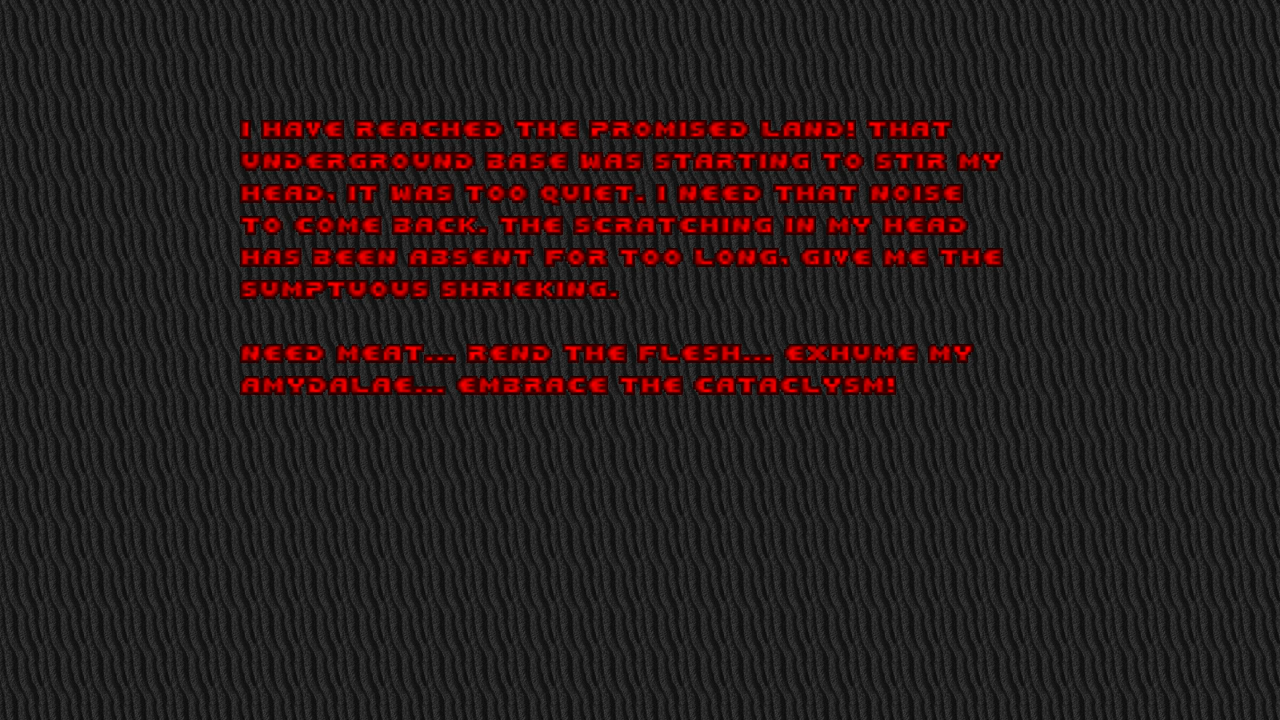 I HAVE REACHED THE PROMISED LAND! THAT
UNDERGROUND BASE WAS STARTING TO STIR MY
HEAD, IT WAS TOO QUIET. I NEED THAT NOISE
TO COME BACK. THE SCRATCHING IN MY HEAD
HAS BEEN ABSENT FOR TOO LONG, GIVE ME THE
SUMPTUOUS SHRIEKING.
NEED MEAT... REND THE FLESH... EXHUME MY
AMYDALAE... EMBRACE THE CATACLYSM!